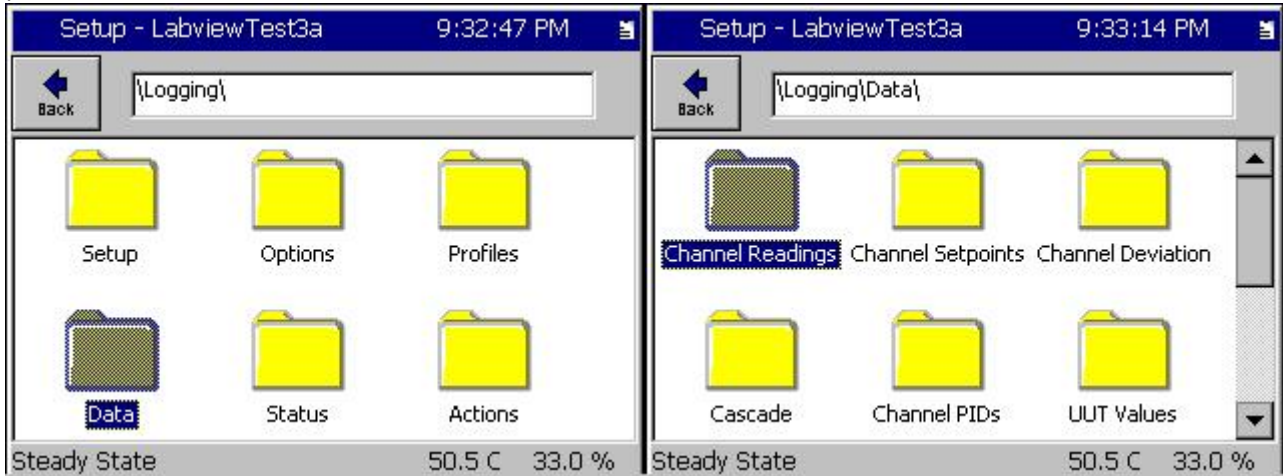 Setup - LabviewTest3a 9:32:47 PM
Back \Logging\
Setup Options Profiles
Data Status Actions
Steady State 50.5 C 33.0 %
Setup - LabviewTest3a 9:33:14 PM
Back \Logging\Data\
Channel Readings Channel Setpoints Channel Deviation
Cascade Channel PIDs UUT Values
Steady State 50.5 C 33.0 %